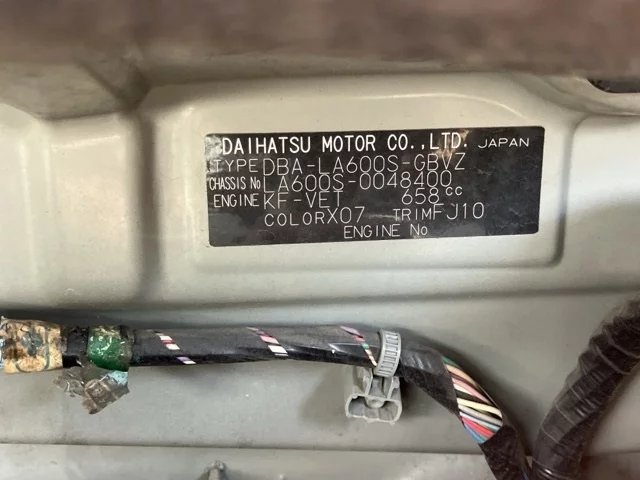 DAIHATSU MOTOR CO.,LTD. JAPAN
TYPE DBA-LA600S-GBVZ
CHASSIS No LA600S-0048400
ENGINE KF-VET 658cc
COLOR X07 TRIM FJ10
ENGINE No